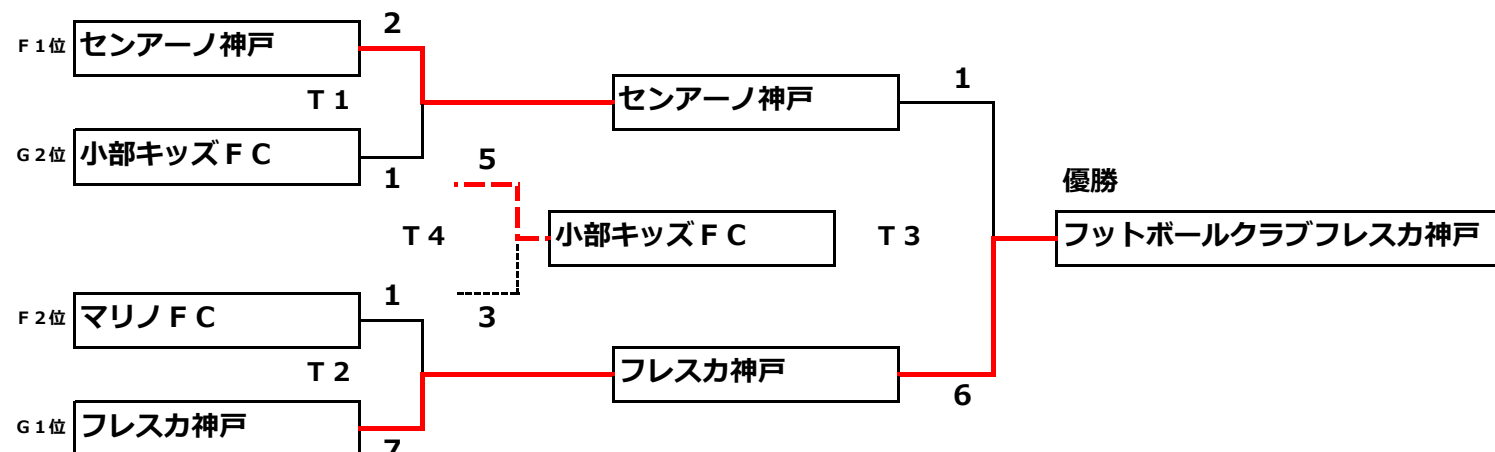 2
Ｆ１位 センアーノ神戸
Ｔ１
センアーノ神戸
1
Ｇ２位 小部キッズＦＣ
1
5
優勝
Ｔ４
小部キッズＦＣ
Ｔ３
フットボールクラブフレスカ神戸
1
3
Ｆ２位 マリノＦＣ
Ｔ２
フレスカ神戸
6
Ｇ１位 フレスカ神戸
7